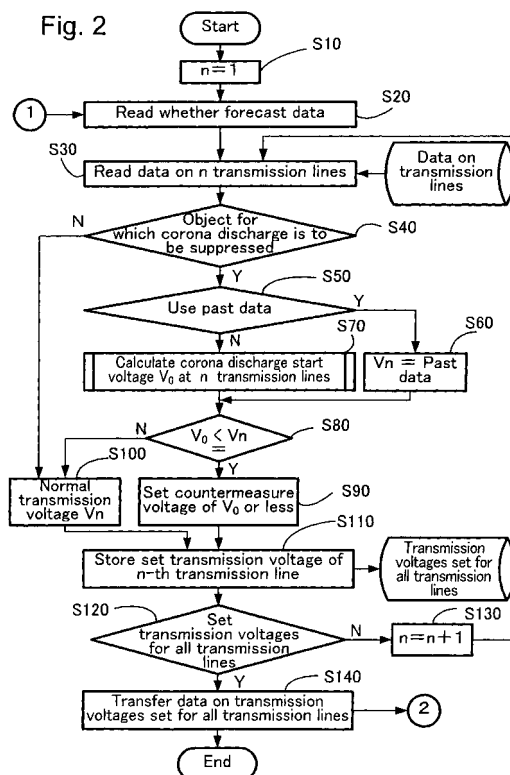 Fig. 2
Start
S10
n=1
1
S20
Read whether forecast data
S30
Read data on n transmission lines
Data on
transmission
lines
N
Object for
which corona discharge is to
be suppressed
S40
Y
S50
Use past data
Y
N
S70
S60
Calculate corona discharge start
voltage V0 at n transmission lines
Vn = Past
data
N
V0 ≦ Vn
S80
S100
Y
Normal
transmission
voltage Vn
Set countermeasure
voltage of V0 or less
S90
S110
Store set transmission voltage of
n-th transmission line
Transmission
voltages set for
all transmission
lines
S120
Set
transmission voltages
for all transmission
lines
N
S130
n=n+1
Y
S140
Transfer data on transmission
voltages set for all transmission lines
2
End